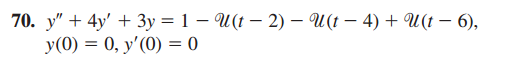 70. y″ + 4y′ + 3y = 1 − 𝒰(t − 2) − 𝒰(t − 4) + 𝒰(t − 6),
y(0) = 0, y′(0) = 0